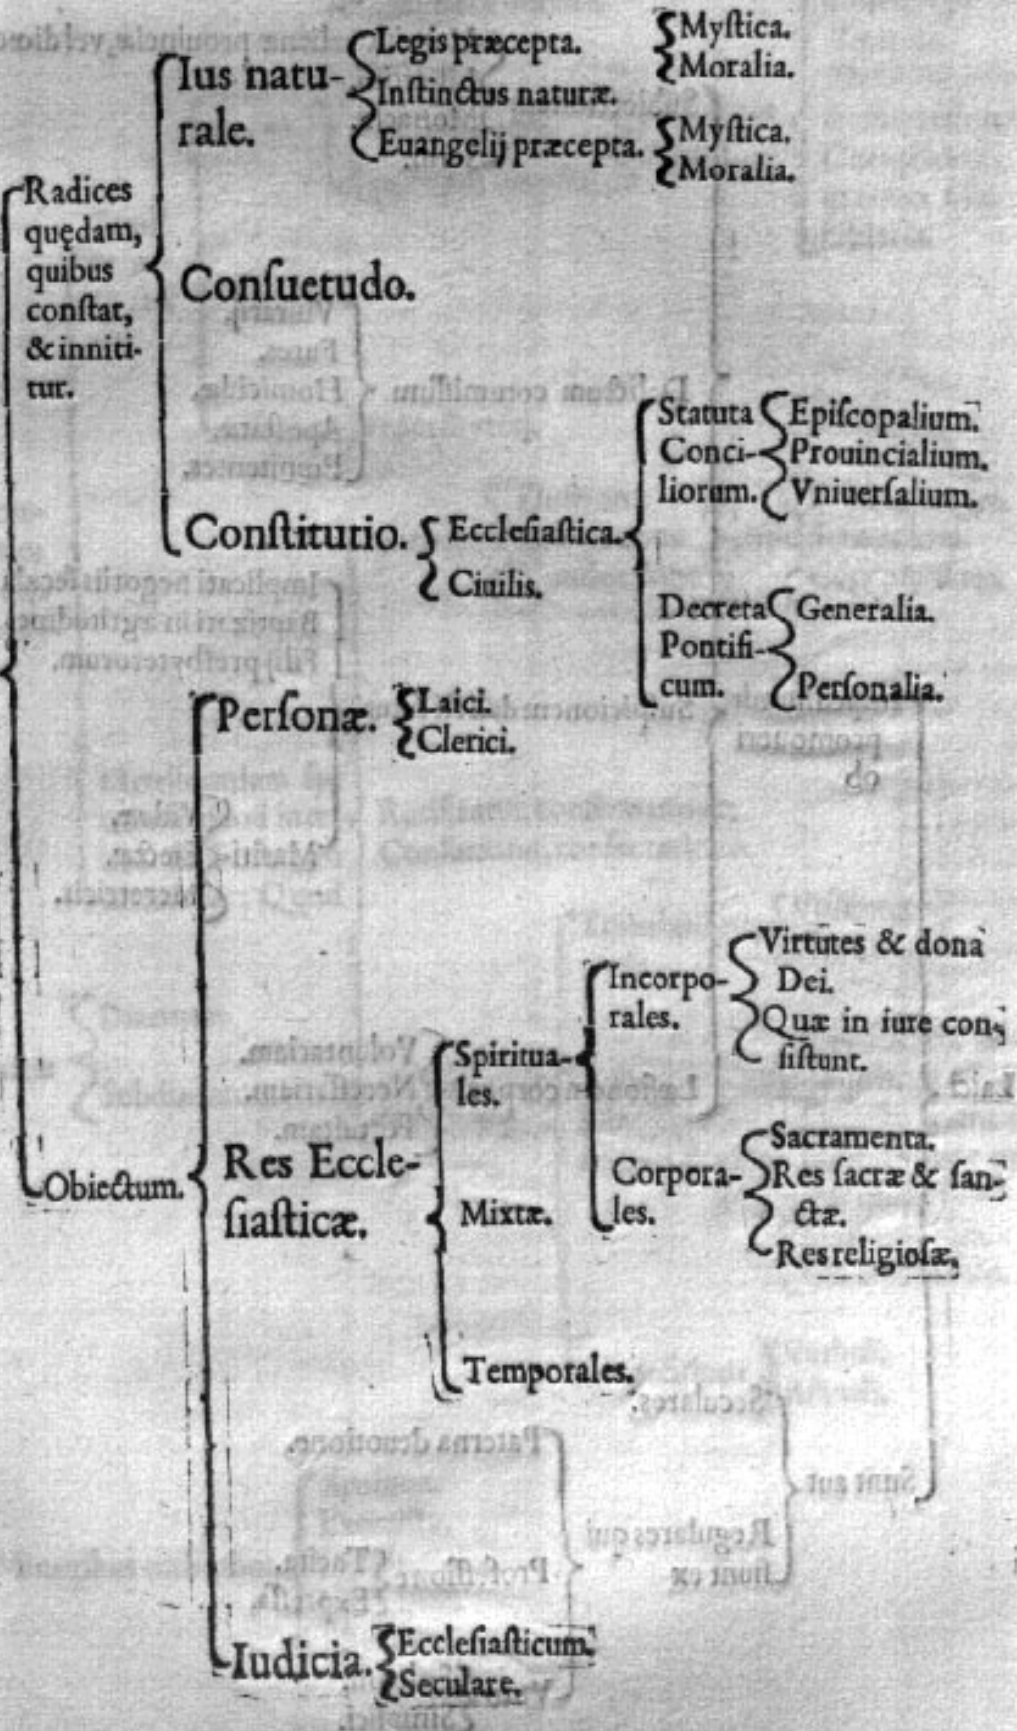 Radices
quędam,
quibus
conſtat,
& inniti-
tur.
Ius natu-
rale.
Legis præcepta.
Myſtica.
Moralia.
Inſtinctus naturæ.
Euangelij præcepta.
Myſtica.
Moralia.
Conſuetudo.
Conſtitutio.
Eccleſiaſtica.
Statuta
Conci-
liorum.
Epiſcopalium.
Prouincialium.
Vniuerſalium.
Decreta
Pontifi-
cum.
Generalia.
Perſonalia.
Ciuilis.
Obiectum.
Perſonæ.
Laici.
Clerici.
Res Eccle-
ſiaſticæ.
Spiritua-
les.
Incorpo-
rales.
Virtutes & dona
Dei.
Quæ in iure con-
ſiſtunt.
Corpora-
les.
Sacramenta.
Res ſacræ & ſan-
ctæ.
Res religioſæ.
Mixtæ.
Temporales.
Iudicia.
Eccleſiaſticum.
Seculare.